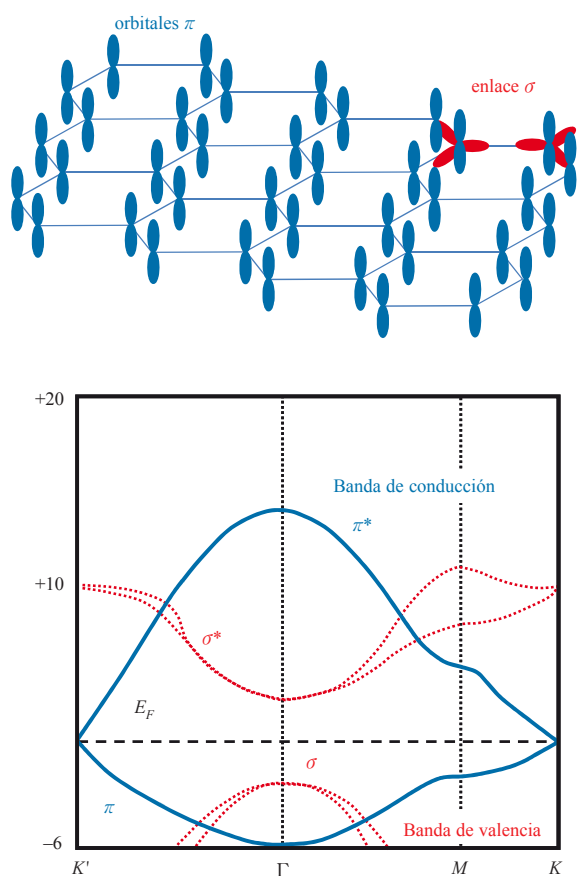 orbitales π
enlace σ
+20
Banda de conducción
π*
+10
σ*
E_F
σ
π
Banda de valencia
–6
K'
Γ
M
K